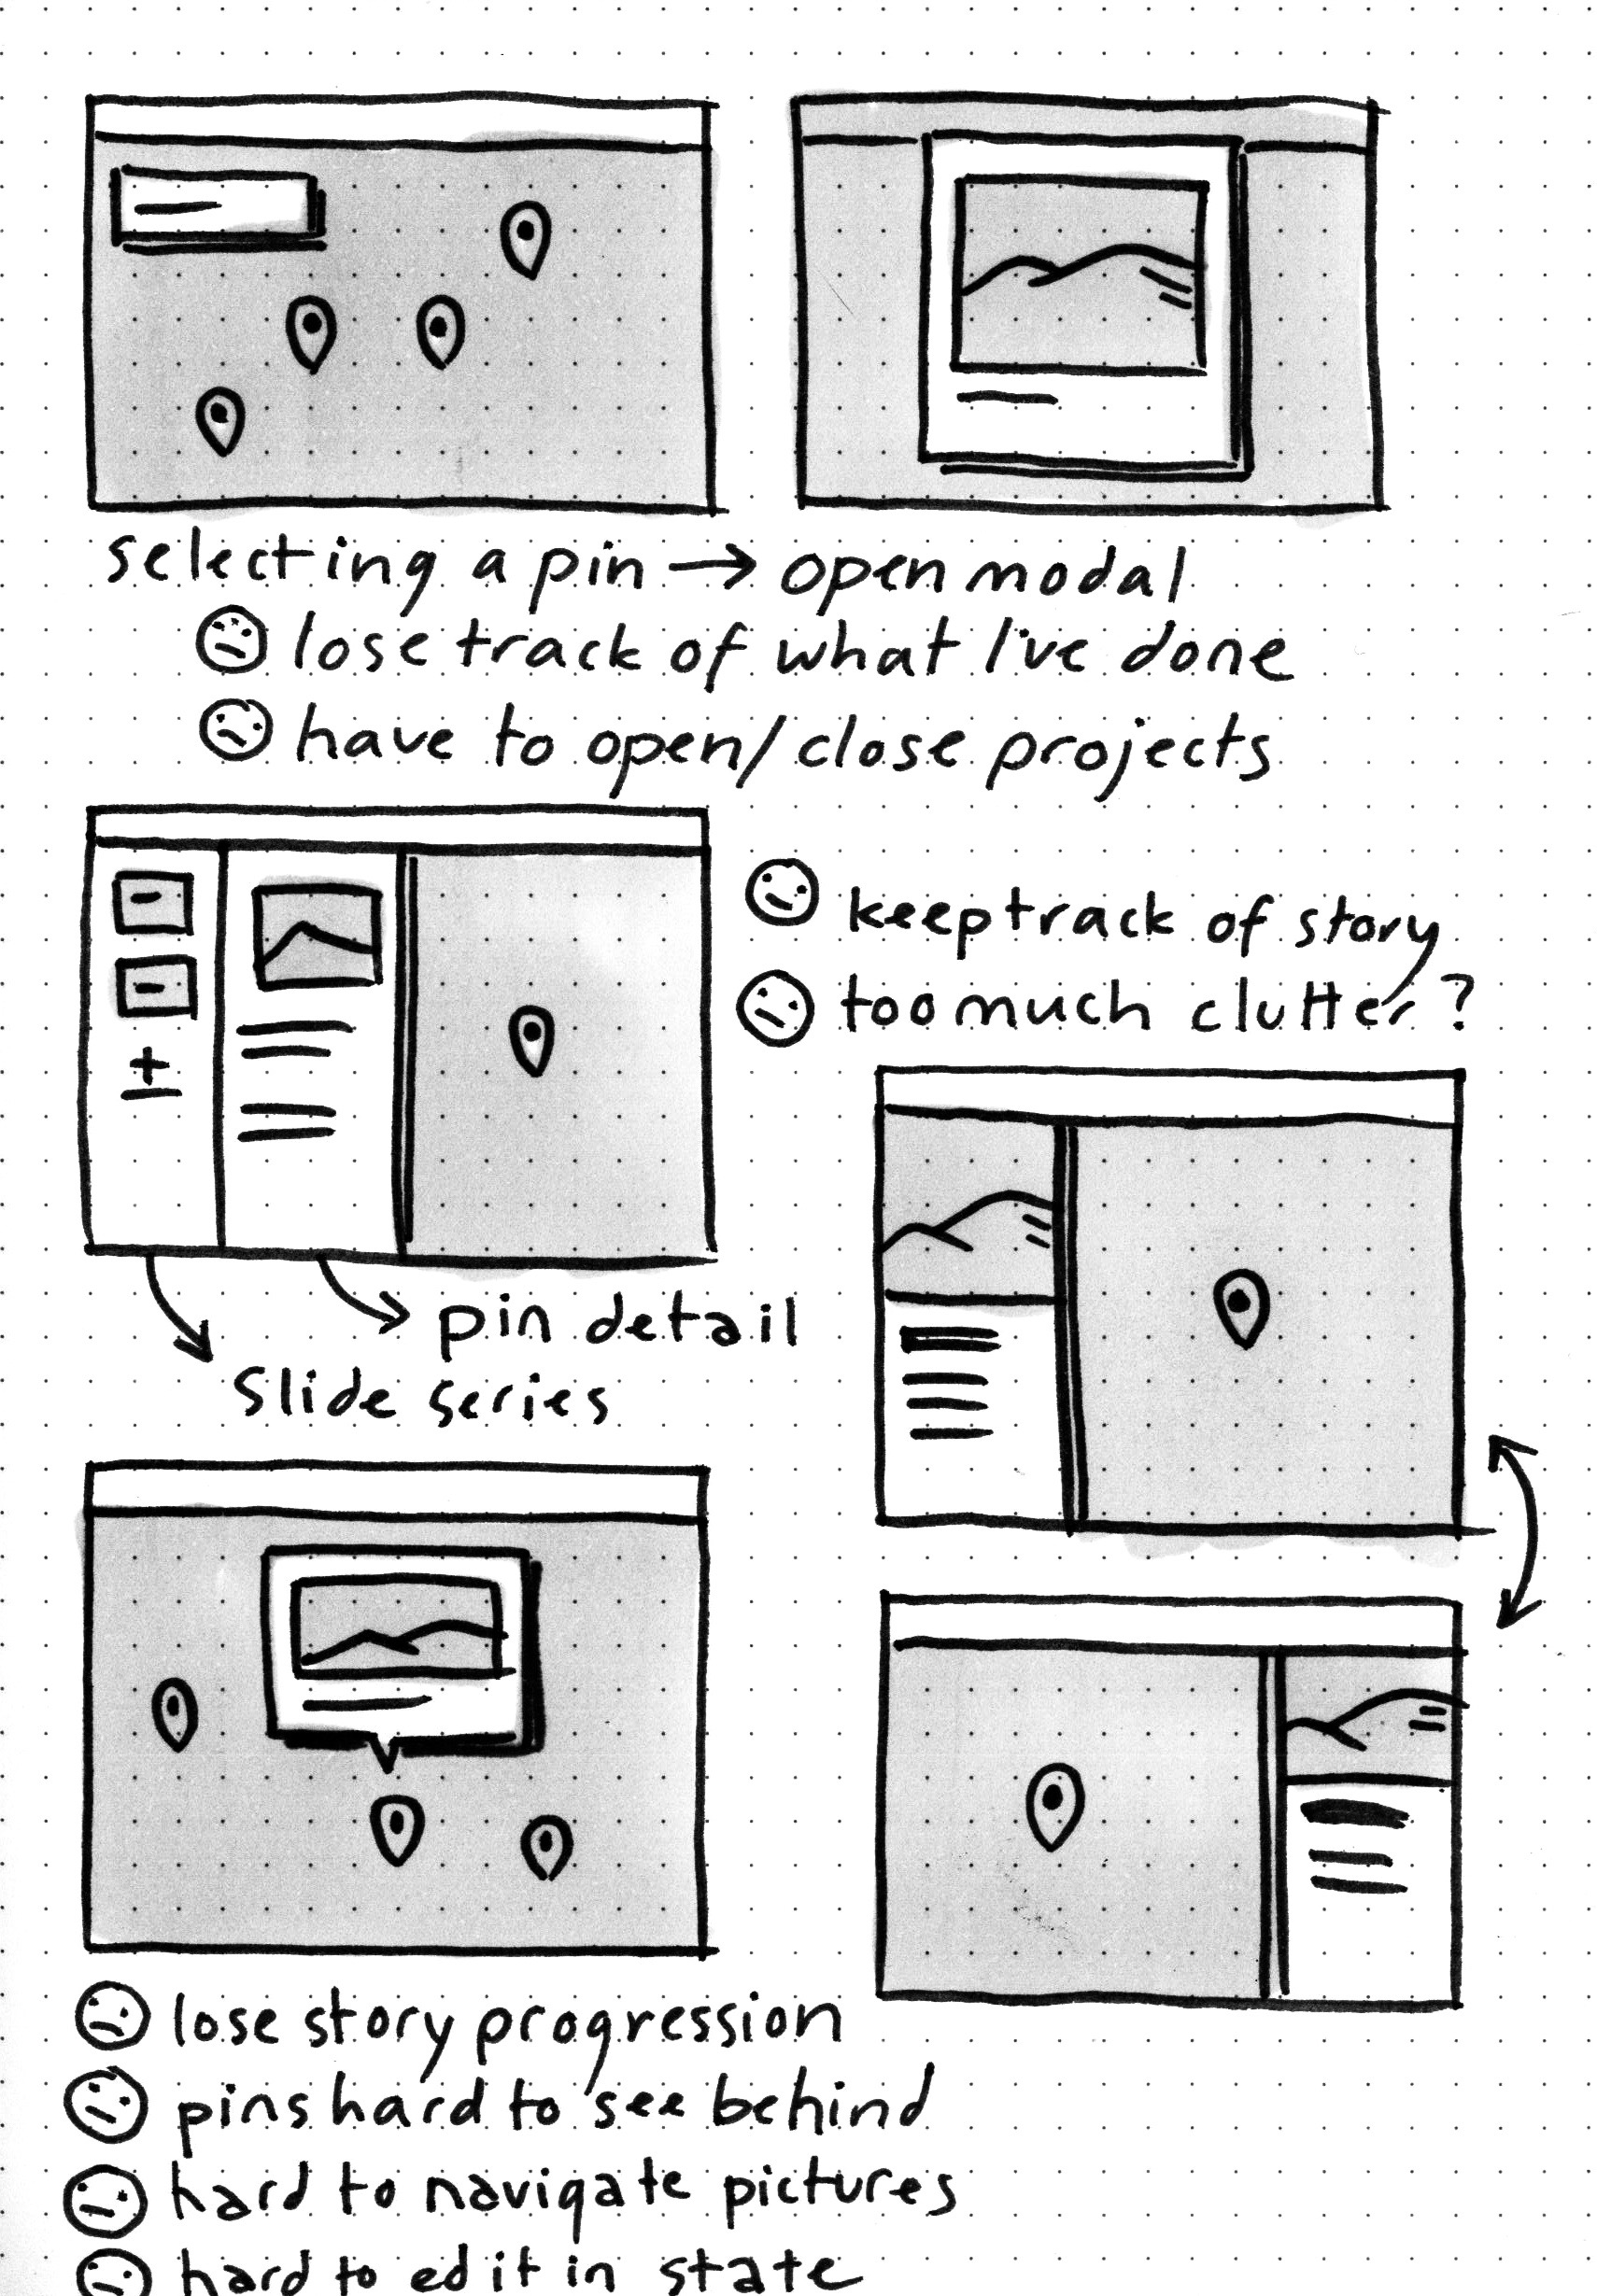 selecting a pin → open modal
lose track of what I've done
have to open/close projects
keep track of story
too much clutter?
pin detail
Slide series
lose story progression
pins hard to see behind
hard to navigate pictures
hard to edit in state